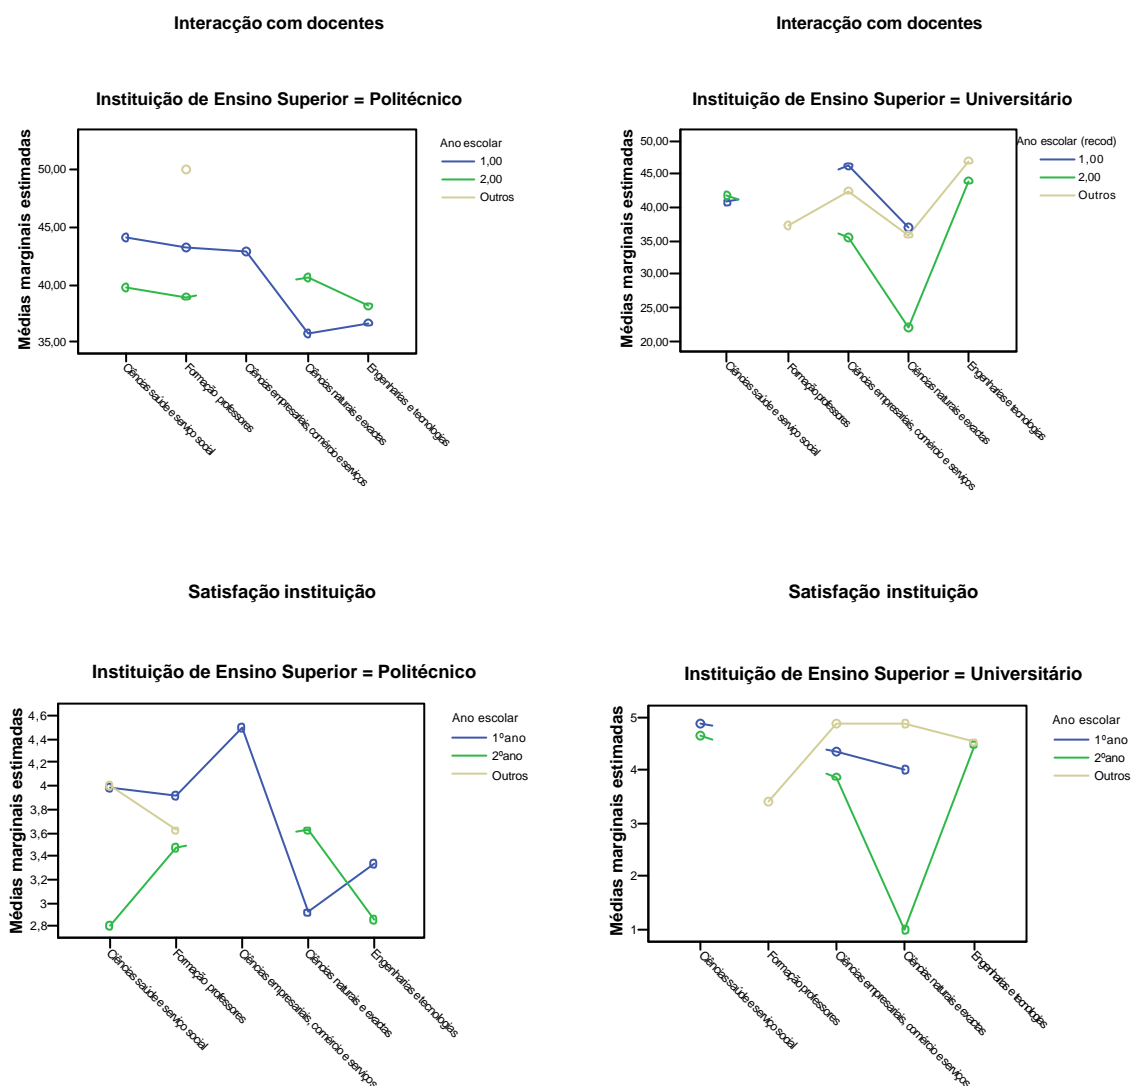 Interacção com docentes
Instituição de Ensino Superior = Politécnico
Médias marginais estimadas
50,00
45,00
40,00
35,00
Ano escolar
1,00
2,00
Outros
Ciências saúde e serviço social
Formação professores
Ciências empresariais, comércio e serviços
Ciências naturais e exactas
Engenharias e tecnologias
Interacção com docentes
Instituição de Ensino Superior = Universitário
Médias marginais estimadas
50,00
45,00
40,00
35,00
30,00
25,00
20,00
Ano escolar (recod)
1,00
2,00
Outros
Ciências saúde e serviço social
Formação professores
Ciências empresariais, comércio e serviços
Ciências naturais e exactas
Engenharias e tecnologias
Satisfação instituição
Instituição de Ensino Superior = Politécnico
Médias marginais estimadas
4,6
4,4
4,2
4
3,8
3,6
3,4
3,2
3
2,8
Ano escolar
1ºano
2ºano
Outros
Ciências saúde e serviço social
Formação professores
Ciências empresariais, comércio e serviços
Ciências naturais e exactas
Engenharias e tecnologias
Satisfação instituição
Instituição de Ensino Superior = Universitário
Médias marginais estimadas
5
4
3
2
1
Ano escolar
1ºano
2ºano
Outros
Ciências saúde e serviço social
Formação professores
Ciências empresariais, comércio e serviços
Ciências naturais e exactas
Engenharias e tecnologias